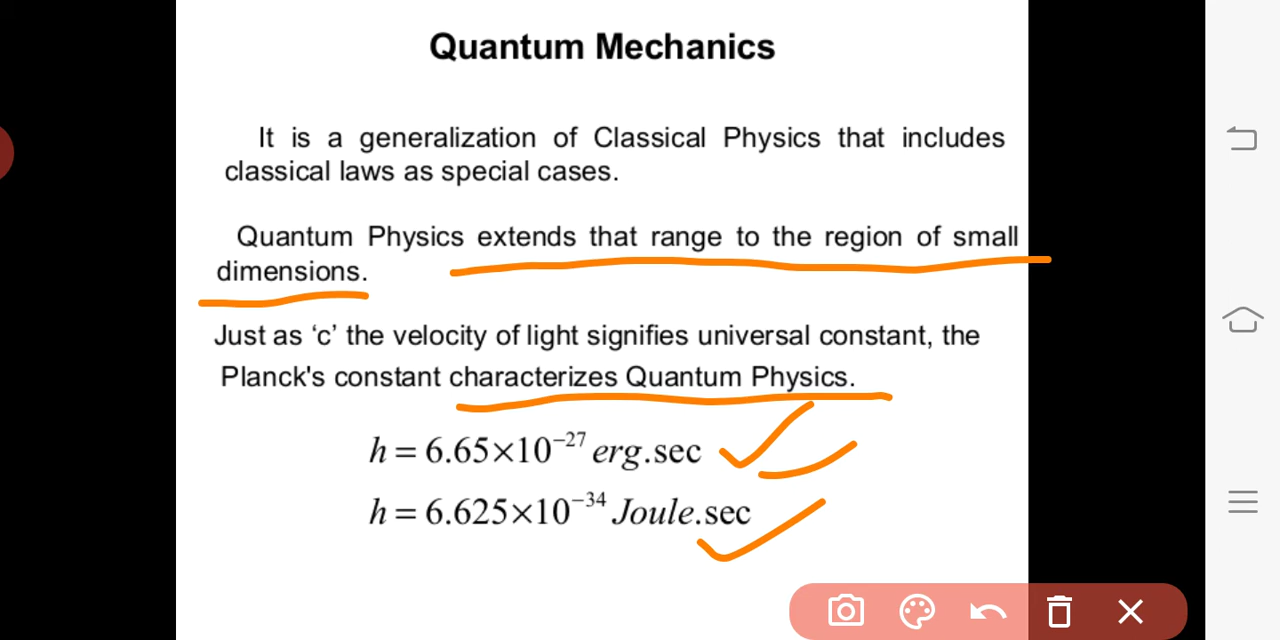 Quantum Mechanics
It is a generalization of Classical Physics that includes
classical laws as special cases.
Quantum Physics extends that range to the region of small
dimensions.
Just as ‘c’ the velocity of light signifies universal constant, the
Planck's constant characterizes Quantum Physics.
h = 6.65×10⁻²⁷ erg.sec
h = 6.625×10⁻³⁴ Joule.sec